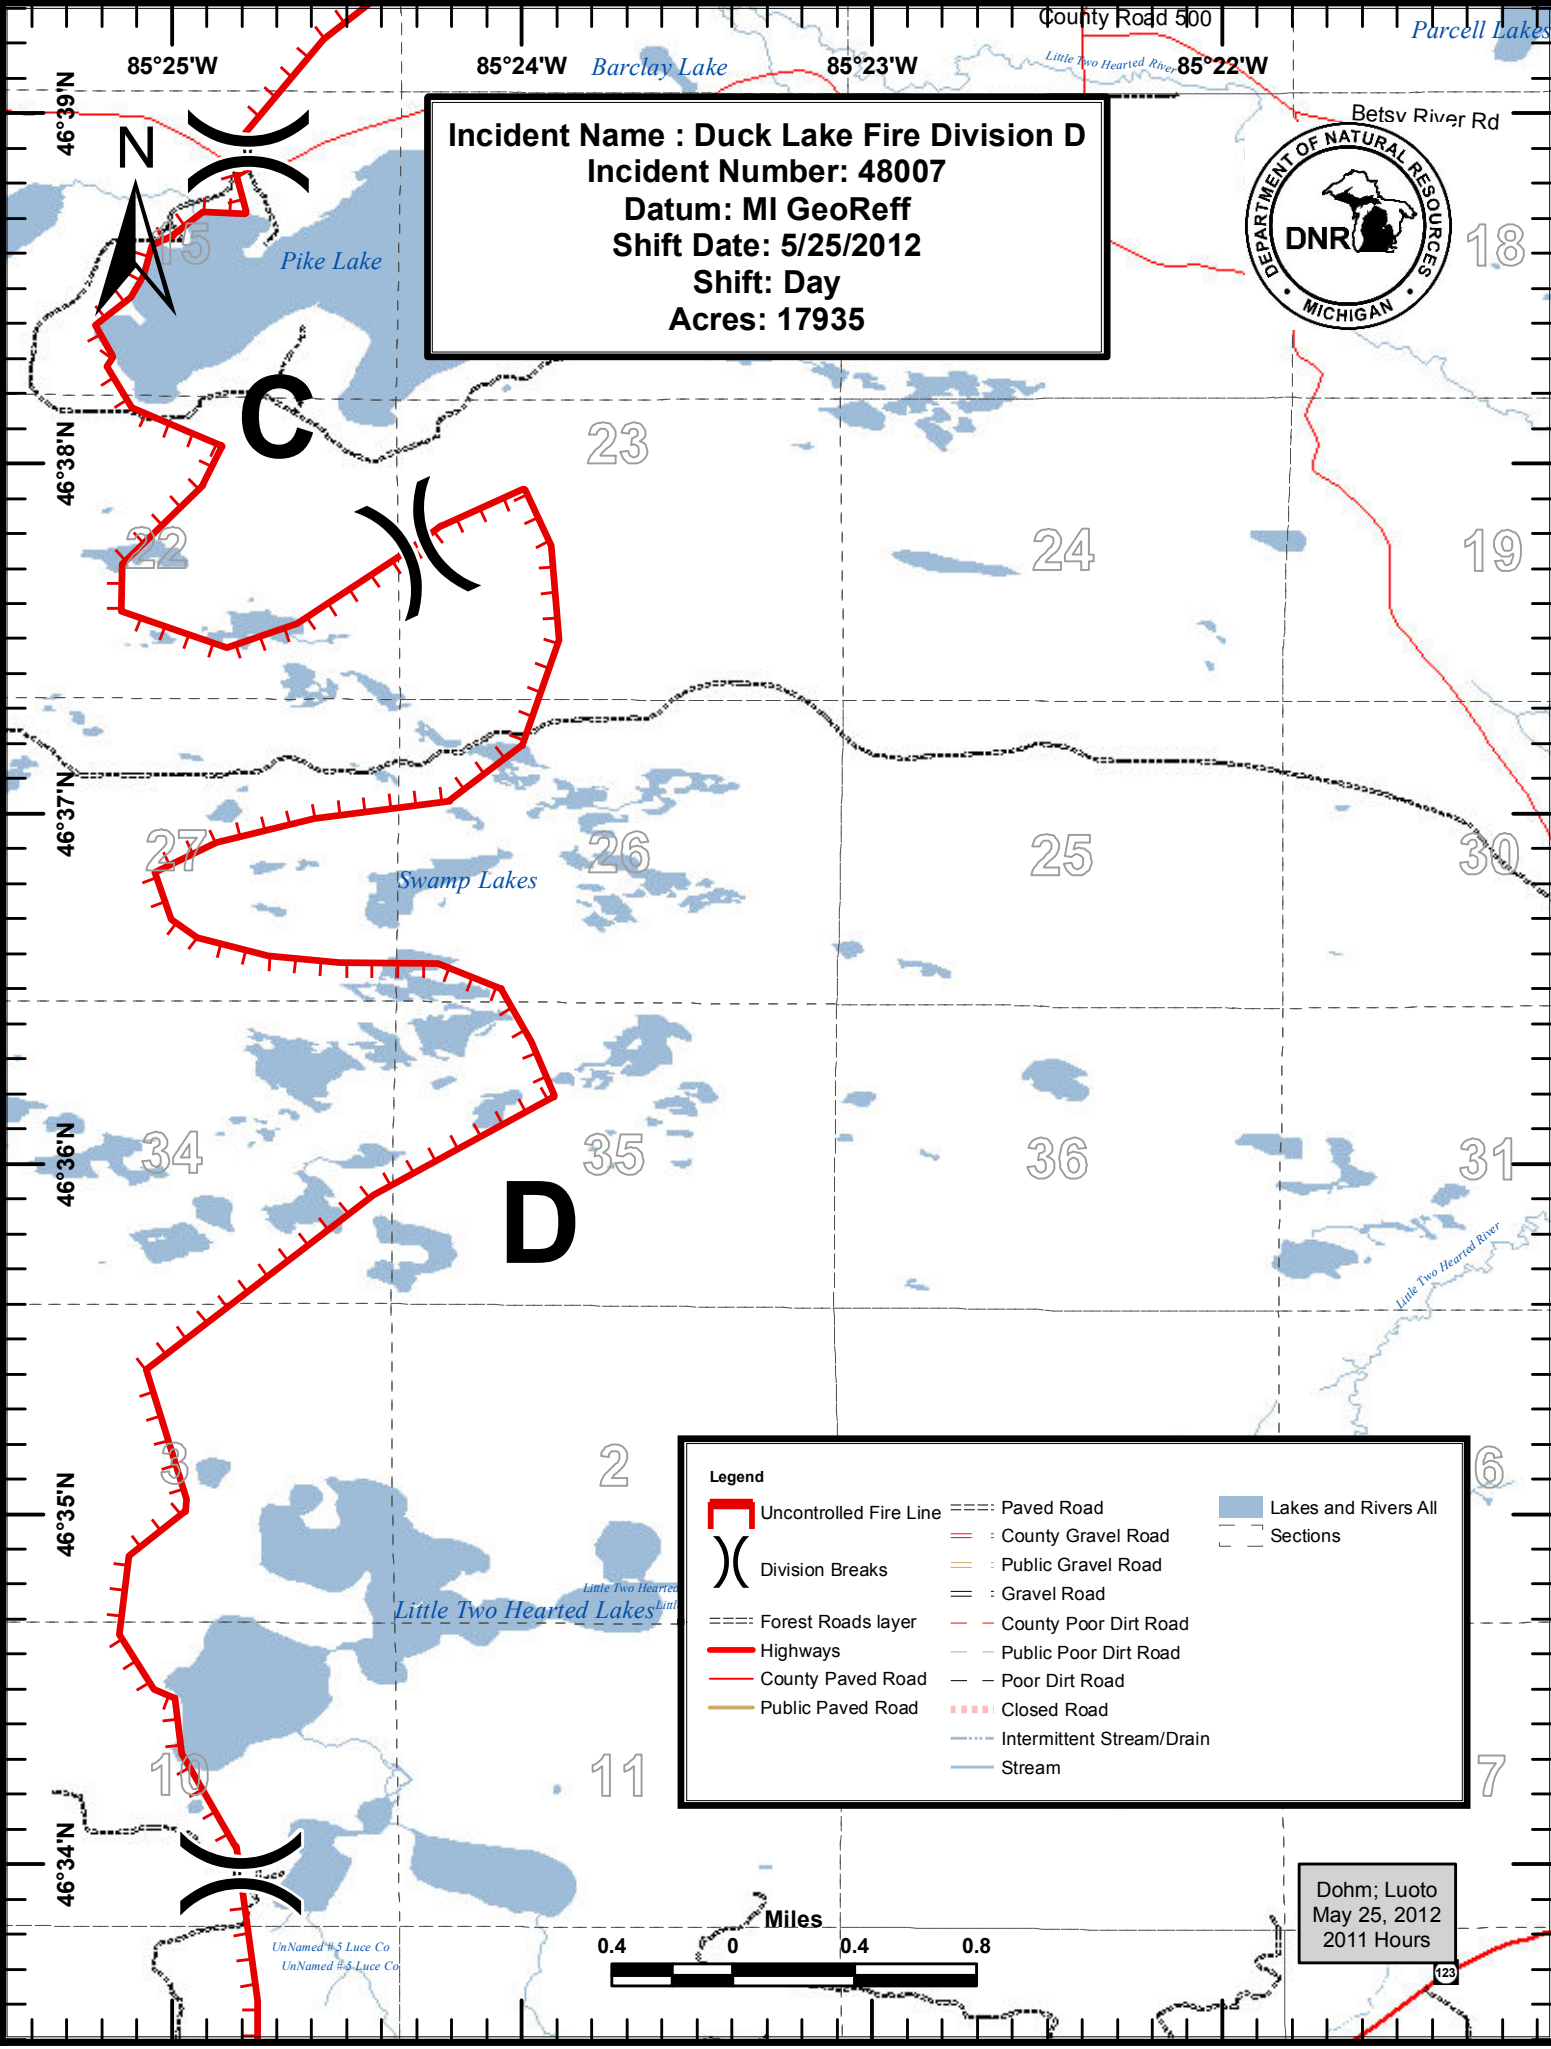 County Road 500
Parcell Lakes
85°25'W
85°24'W
Barclay Lake
85°23'W
Little Two Hearted River
85°22'W
46°39'N
N
Betsy River Rd
Incident Name : Duck Lake Fire Division D
Incident Number: 48007
Datum: MI GeoReff
Shift Date: 5/25/2012
Shift: Day
Acres: 17935
DEPARTMENT OF NATURAL RESOURCES
DNR
• MICHIGAN •
15
Pike Lake
18
C
46°38'N
23
22
24
19
46°37'N
27
26
25
30
Swamp Lakes
46°36'N
34
35
36
31
D
Little Two Hearted River
3
2
6
46°35'N
Little Two Hearted
Little Two Hearted Lakes
Legend
Uncontrolled Fire Line
Division Breaks
Forest Roads layer
Highways
County Paved Road
Public Paved Road
Paved Road
County Gravel Road
Public Gravel Road
Gravel Road
County Poor Dirt Road
Public Poor Dirt Road
Poor Dirt Road
Closed Road
Intermittent Stream/Drain
Stream
Lakes and Rivers All
Sections
10
11
7
46°34'N
UnNamed # 5 Luce Co
UnNamed # 5 Luce Co
Miles
0.4 0 0.4 0.8
Dohm; Luoto
May 25, 2012
2011 Hours
123